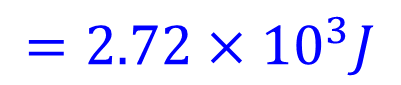 = 2.72 × 10³J